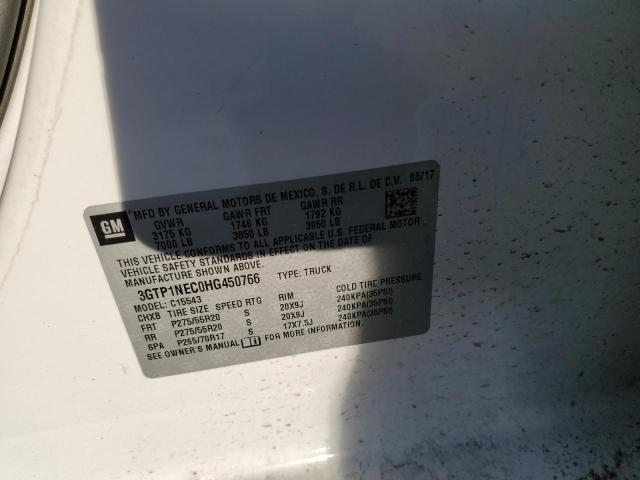 GM
MFD BY GENERAL MOTORS DE MEXICO, S. DE R.L. DE C.V. 05/17
GVWR GAWR FRT GAWR RR
3175 KG 1746 KG 1792 KG
7000 LB 3850 LB 3950 LB
THIS VEHICLE CONFORMS TO ALL APPLICABLE U.S. FEDERAL MOTOR
VEHICLE SAFETY STANDARDS IN EFFECT ON THE DATE OF
MANUFACTURE SHOWN ABOVE.
3GTP1NEC0HG450766 TYPE: TRUCK
MODEL: C15543
CHXB TIRE SIZE SPEED RTG RIM COLD TIRE PRESSURE
FRT P275/55R20 S 20X9J 240KPA(35PSI)
RR P275/55R20 S 20X9J 240KPA(35PSI)
SPA P265/70R17 S 17X7.5J 240KPA(35PSI)
SEE OWNER'S MANUAL